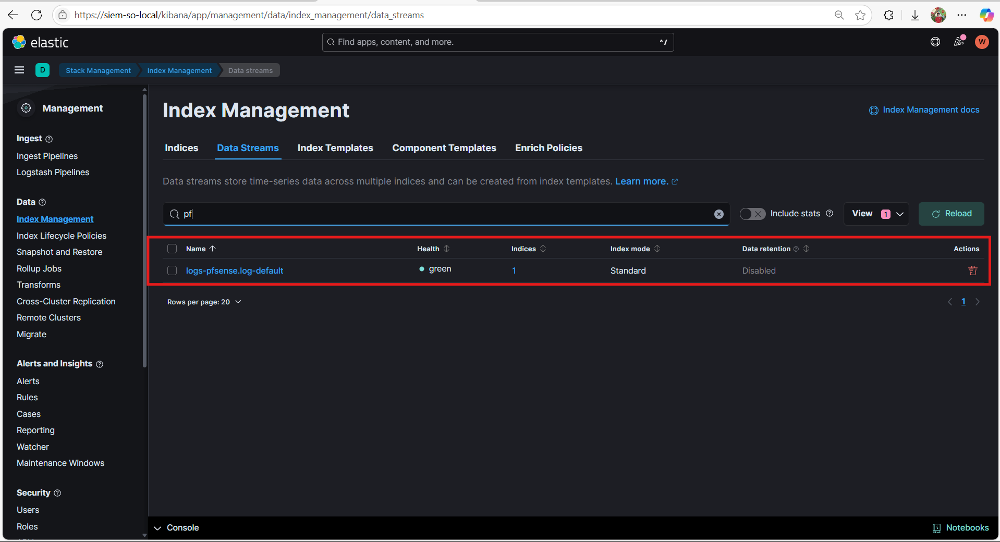 https://siem-so-local/kibana/app/management/data/index_management/data_streams
elastic
Find apps, content, and more.
^/
W
D
Stack Management
Index Management
Data streams
Management
Ingest
Ingest Pipelines
Logstash Pipelines
Data
Index Management
Index Lifecycle Policies
Snapshot and Restore
Rollup Jobs
Transforms
Cross-Cluster Replication
Remote Clusters
Migrate
Alerts and Insights
Alerts
Rules
Cases
Reporting
Watcher
Maintenance Windows
Security
Users
Roles
Index Management
Index Management docs
Indices
Data Streams
Index Templates
Component Templates
Enrich Policies
Data streams store time-series data across multiple indices and can be created from index templates. Learn more.
pf
Include stats
View 1
Reload
Name
Health
Indices
Index mode
Data retention
Actions
logs-pfsense.log-default
green
1
Standard
Disabled
Rows per page: 20
1
Console
Notebooks